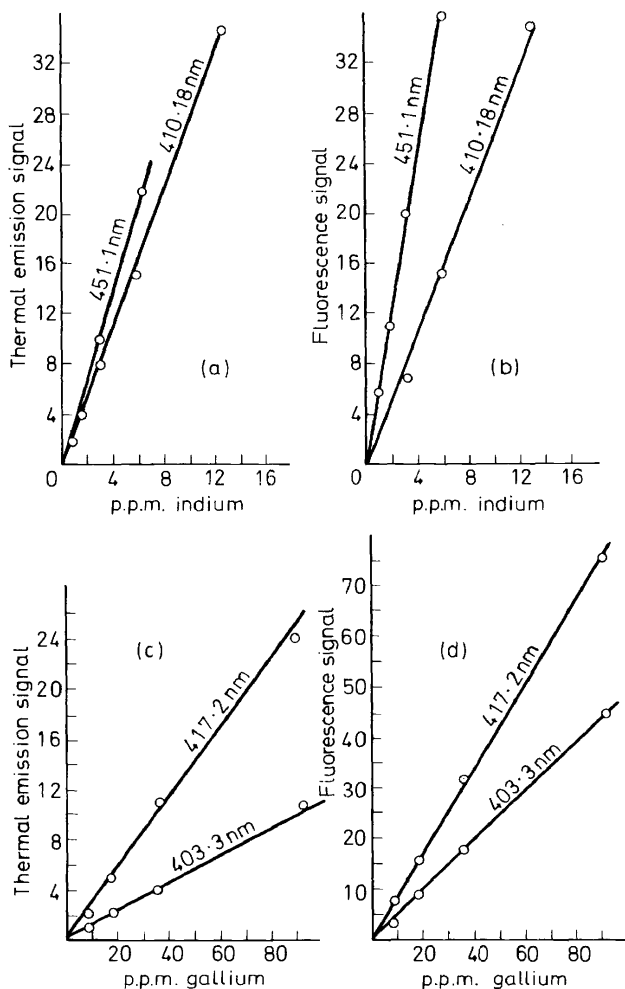 Thermal emission signal
32
28
24
20
16
12
8
4
0
4
8
12
16
p.p.m. indium
451·1nm
410·18nm
(a)
Fluorescence signal
32
28
24
20
16
12
8
4
0
4
8
12
16
p.p.m. indium
451·1nm
410·18nm
(b)
Thermal emission signal
24
20
16
12
8
4
20
40
60
80
p.p.m. gallium
417·2nm
403·3nm
(c)
Fluorescence signal
70
60
50
40
30
20
10
20
40
60
80
p.p.m. gallium
417·2nm
403·3nm
(d)